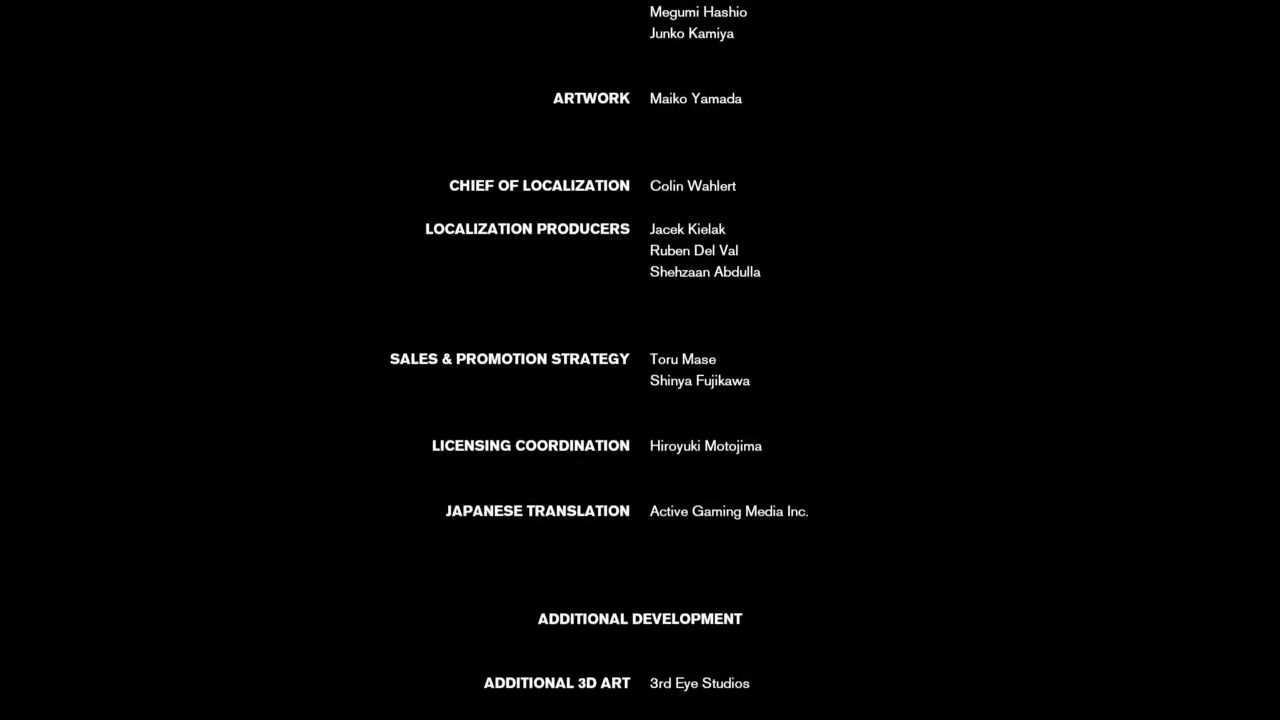 Megumi Hashio
Junko Kamiya
ARTWORK Maiko Yamada
CHIEF OF LOCALIZATION Colin Wahlert
LOCALIZATION PRODUCERS Jacek Kielak
Ruben Del Val
Shehzaan Abdulla
SALES & PROMOTION STRATEGY Toru Mase
Shinya Fujikawa
LICENSING COORDINATION Hiroyuki Motojima
JAPANESE TRANSLATION Active Gaming Media Inc.
ADDITIONAL DEVELOPMENT
ADDITIONAL 3D ART 3rd Eye Studios